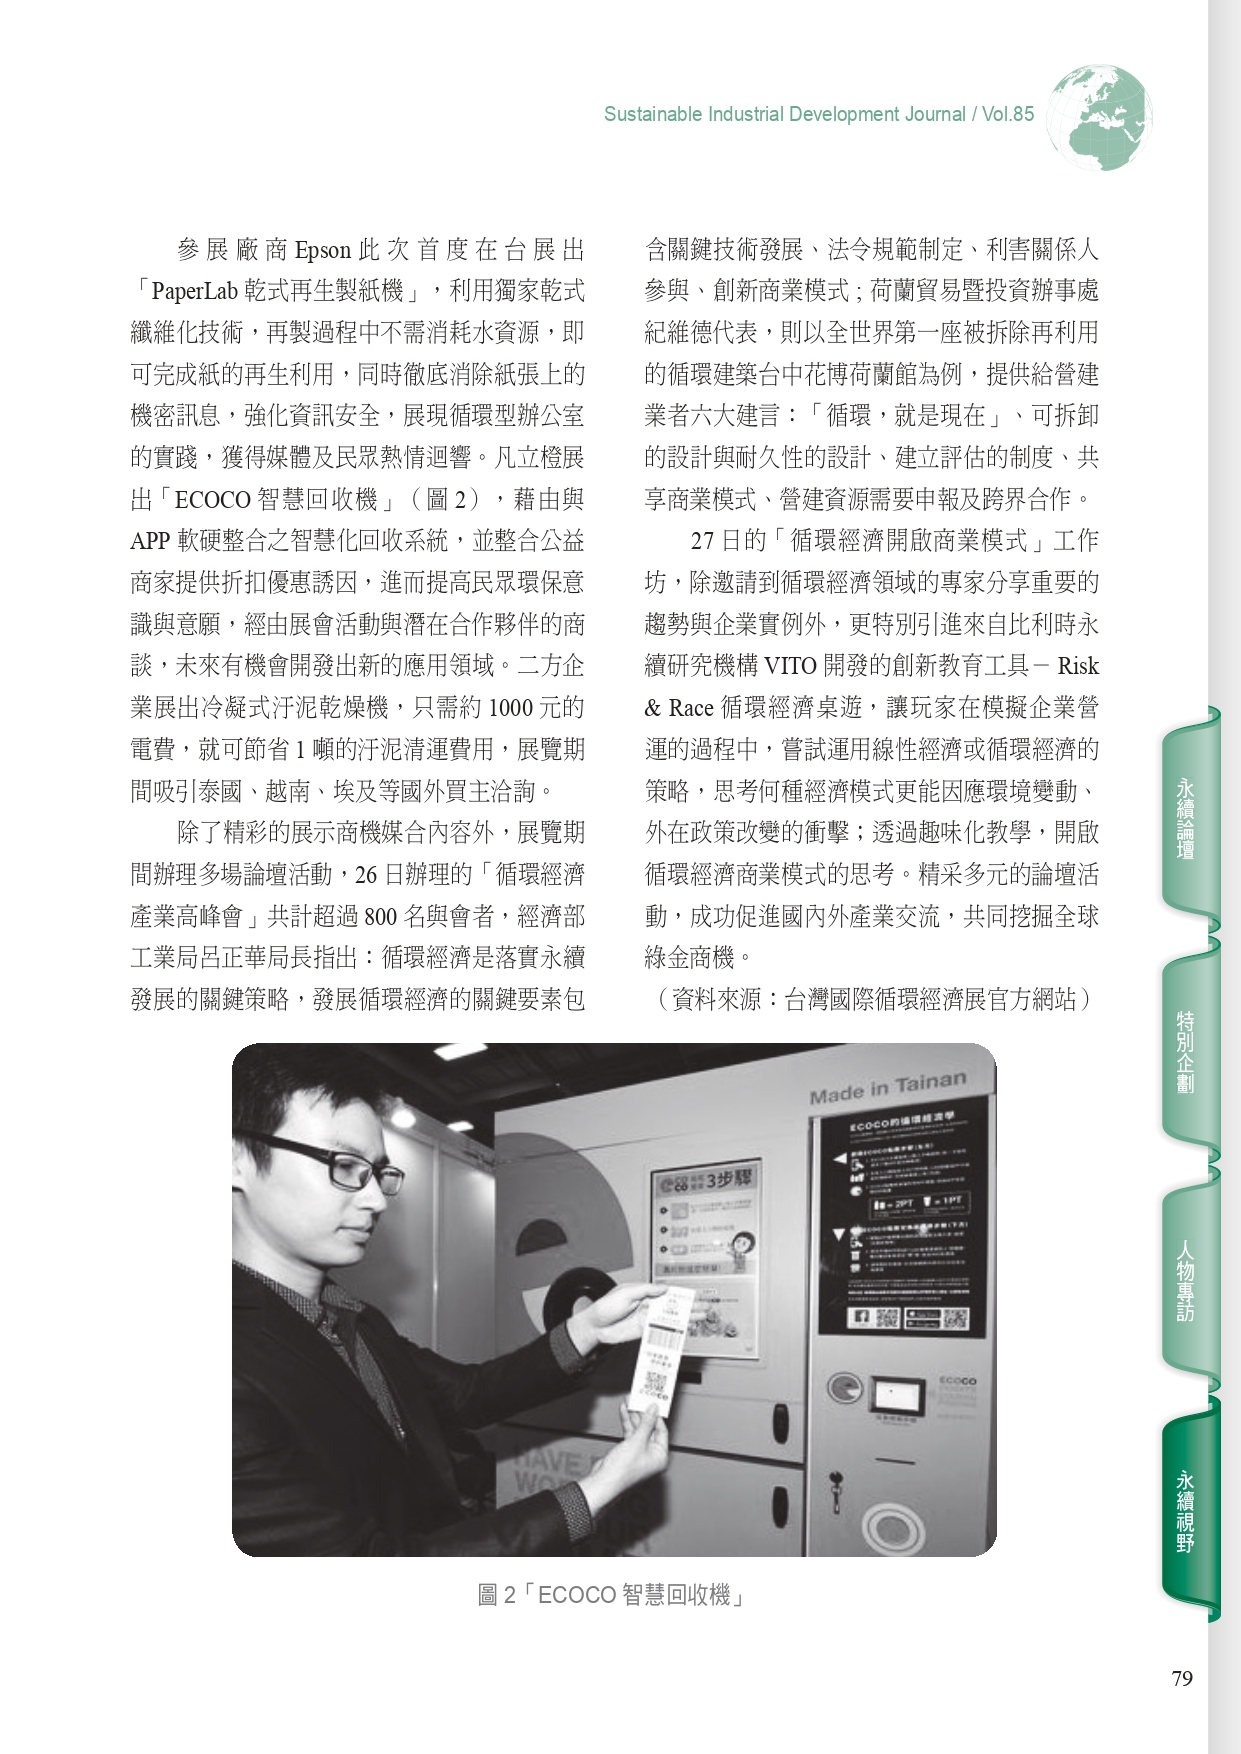 Sustainable Industrial Development Journal / Vol.85
參展廠商 Epson 此次首度在台展出
「PaperLab 乾式再生製紙機」，利用獨家乾式
纖維化技術，再製過程中不需消耗水資源，即
可完成紙的再生利用，同時徹底消除紙張上的
機密訊息，強化資訊安全，展現循環型辦公室
的實踐，獲得媒體及民眾熱情迴響。凡立橙展
出「ECOCO 智慧回收機」（圖 2），藉由與
APP 軟硬整合之智慧化回收系統，並整合公益
商家提供折扣優惠誘因，進而提高民眾環保意
識與意願，經由展會活動與潛在合作夥伴的商
談，未來有機會開發出新的應用領域。二方企
業展出冷凝式汙泥乾燥機，只需約 1000 元的
電費，就可節省 1 噸的汙泥清運費用，展覽期
間吸引泰國、越南、埃及等國外買主洽詢。
除了精彩的展示商機媒合內容外，展覽期
間辦理多場論壇活動，26 日辦理的「循環經濟
產業高峰會」共計超過 800 名與會者，經濟部
工業局呂正華局長指出：循環經濟是落實永續
發展的關鍵策略，發展循環經濟的關鍵要素包
含關鍵技術發展、法令規範制定、利害關係人
參與、創新商業模式 ; 荷蘭貿易暨投資辦事處
紀維德代表，則以全世界第一座被拆除再利用
的循環建築台中花博荷蘭館為例，提供給營建
業者六大建言：「循環，就是現在」、可拆卸
的設計與耐久性的設計、建立評估的制度、共
享商業模式、營建資源需要申報及跨界合作。
27 日的「循環經濟開啟商業模式」工作
坊，除邀請到循環經濟領域的專家分享重要的
趨勢與企業實例外，更特別引進來自比利時永
續研究機構 VITO 開發的創新教育工具－ Risk
& Race 循環經濟桌遊，讓玩家在模擬企業營
運的過程中，嘗試運用線性經濟或循環經濟的
策略，思考何種經濟模式更能因應環境變動、
外在政策改變的衝擊；透過趣味化教學，開啟
循環經濟商業模式的思考。精采多元的論壇活
動，成功促進國內外產業交流，共同挖掘全球
綠金商機。
（資料來源：台灣國際循環經濟展官方網站）
Made in Tainan
ECOCO的循環經濟學
3步驟
= 2PT = 1PT
ECOCO
HAVE
圖 2「ECOCO 智慧回收機」
永續論壇
特別企劃
人物專訪
永續視野
79